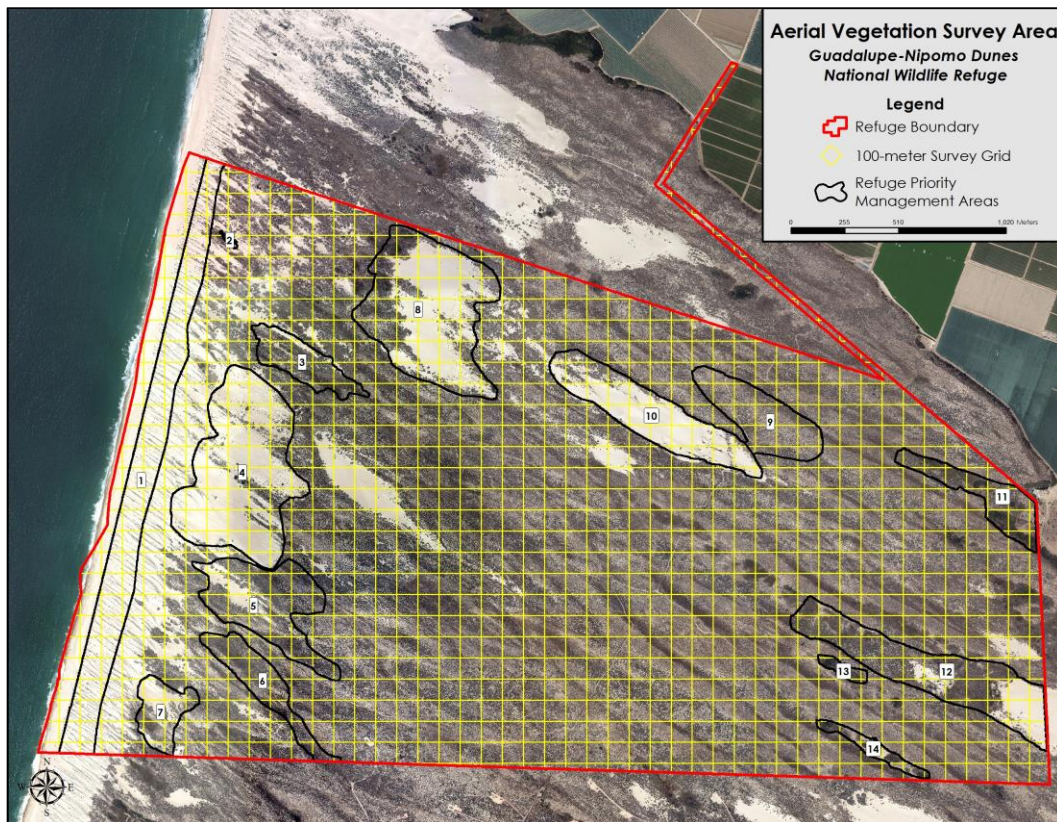 Aerial Vegetation Survey Area
Guadalupe-Nipomo Dunes
National Wildlife Refuge
Legend
Refuge Boundary
100-meter Survey Grid
Refuge Priority
Management Areas
0 255 510 1,020 Meters
2
8
3
10
9
4
1
11
5
6
13
12
7
14
N
W E
S